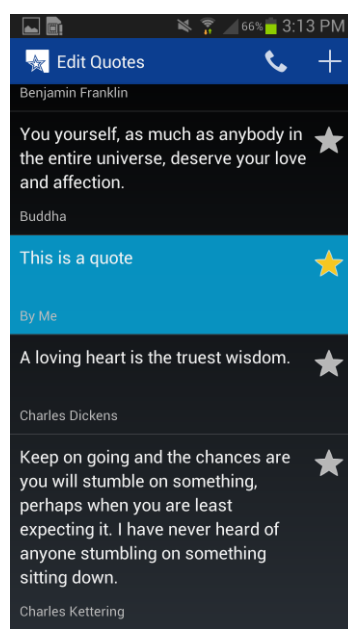 66% 3:13 PM
Edit Quotes
Benjamin Franklin
You yourself, as much as anybody in
the entire universe, deserve your love
and affection.
Buddha
This is a quote
By Me
A loving heart is the truest wisdom.
Charles Dickens
Keep on going and the chances are
you will stumble on something,
perhaps when you are least
expecting it. I have never heard of
anyone stumbling on something
sitting down.
Charles Kettering